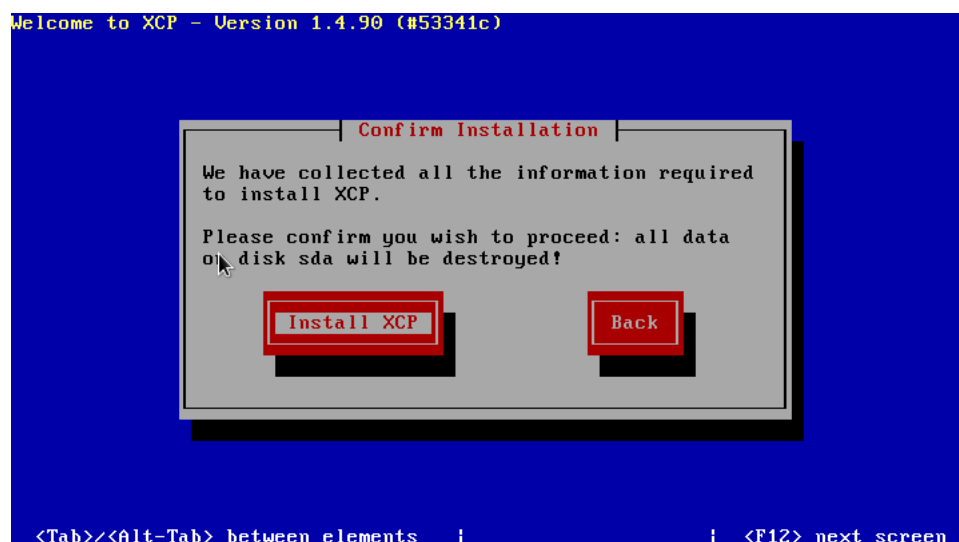 Welcome to XCP - Version 1.4.90 (#53341c)
Confirm Installation
We have collected all the information required
to install XCP.
Please confirm you wish to proceed: all data
on disk sda will be destroyed!
Install XCP
Back
<Tab>/<Alt-Tab> between elements | | <F12> next screen